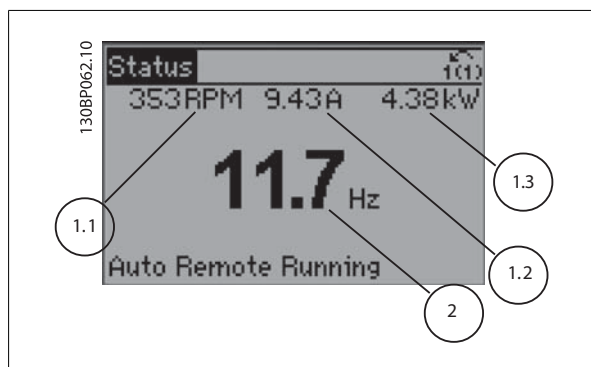 130BP062.10
Status
1(1)
353RPM 9.43A 4.38kW
1.3
11.7 Hz
1.1
1.2
Auto Remote Running
2